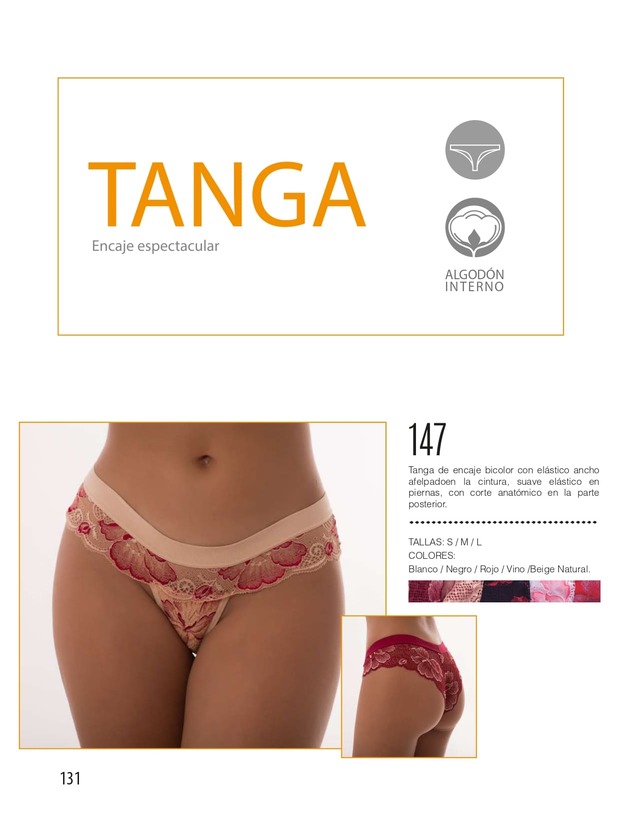 TANGA
Encaje espectacular
ALGODÓN
INTERNO
147
Tanga de encaje bicolor con elástico ancho
afelpadoen la cintura, suave elástico en
piernas, con corte anatómico en la parte
posterior.
TALLAS: S / M / L
COLORES:
Blanco / Negro / Rojo / Vino /Beige Natural.
131